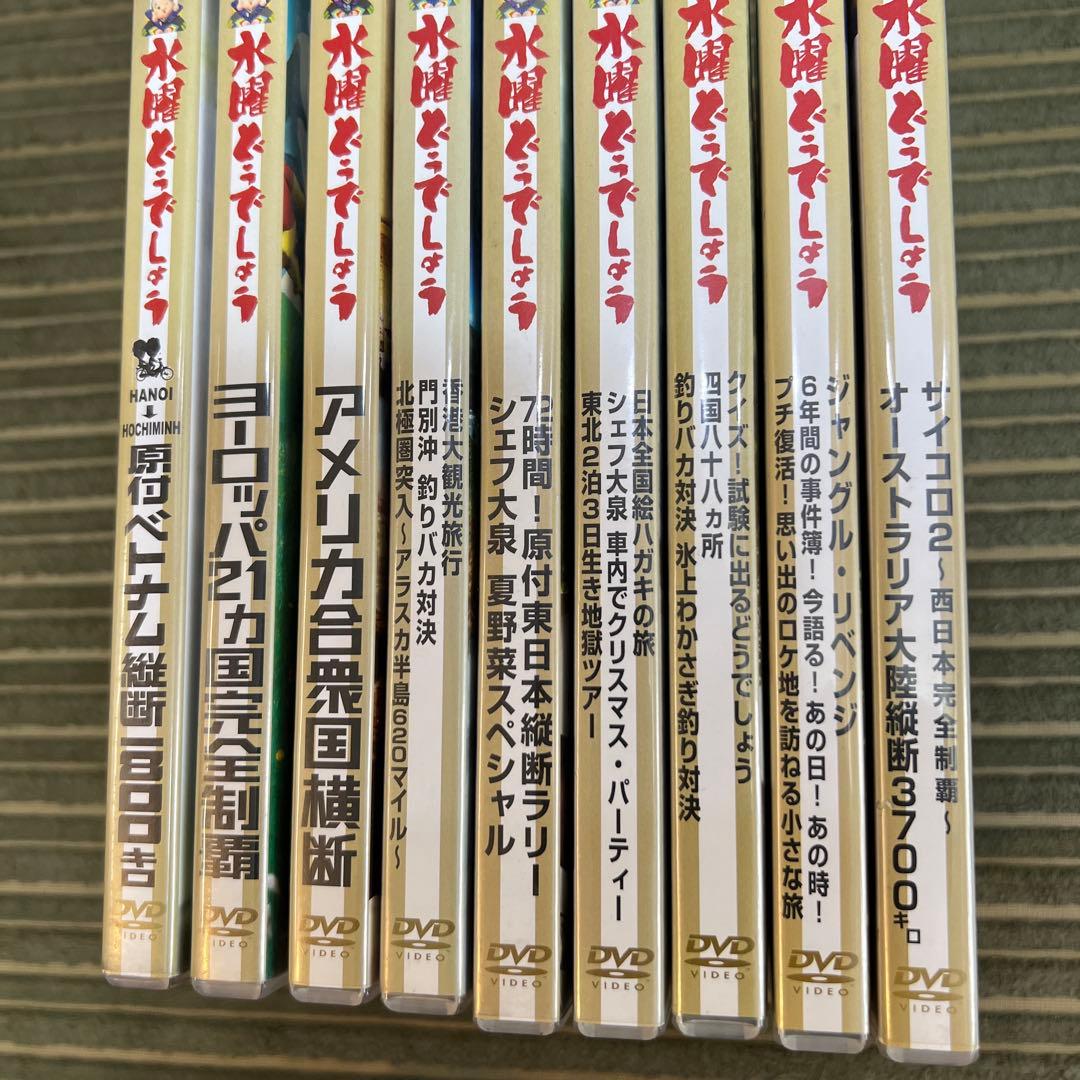 水曜どうでしょう
HANOI
HOCHIMINH
原付ベトナム縦断一八〇〇キロ
DVD
VIDEO
水曜どうでしょう
ヨーロッパ21ヵ国完全制覇
DVD
VIDEO
水曜どうでしょう
アメリカ合衆国横断
DVD
VIDEO
水曜どうでしょう
香港大観光旅行
門別沖 釣りバカ対決
北極圏突入～アラスカ半島620マイル～
DVD
VIDEO
水曜どうでしょう
72時間！原付東日本縦断ラリー
シェフ大泉 夏野菜スペシャル
DVD
VIDEO
水曜どうでしょう
日本全国絵ハガキの旅
シェフ大泉 車内でクリスマス・パーティー
東北2泊3日生き地獄ツアー
DVD
VIDEO
水曜どうでしょう
クイズ！試験に出るどうでしょう
四国八十八ヵ所
釣りバカ対決 氷上わかさぎ釣り対決
DVD
VIDEO
水曜どうでしょう
ジャングル・リベンジ
6年間の事件簿！今語る！あの日！あの時！
プチ復活！思い出のロケ地を訪ねる小さな旅
DVD
VIDEO
水曜どうでしょう
サイコロ2～西日本完全制覇～
オーストラリア大陸縦断3700キロ
DVD
VIDEO